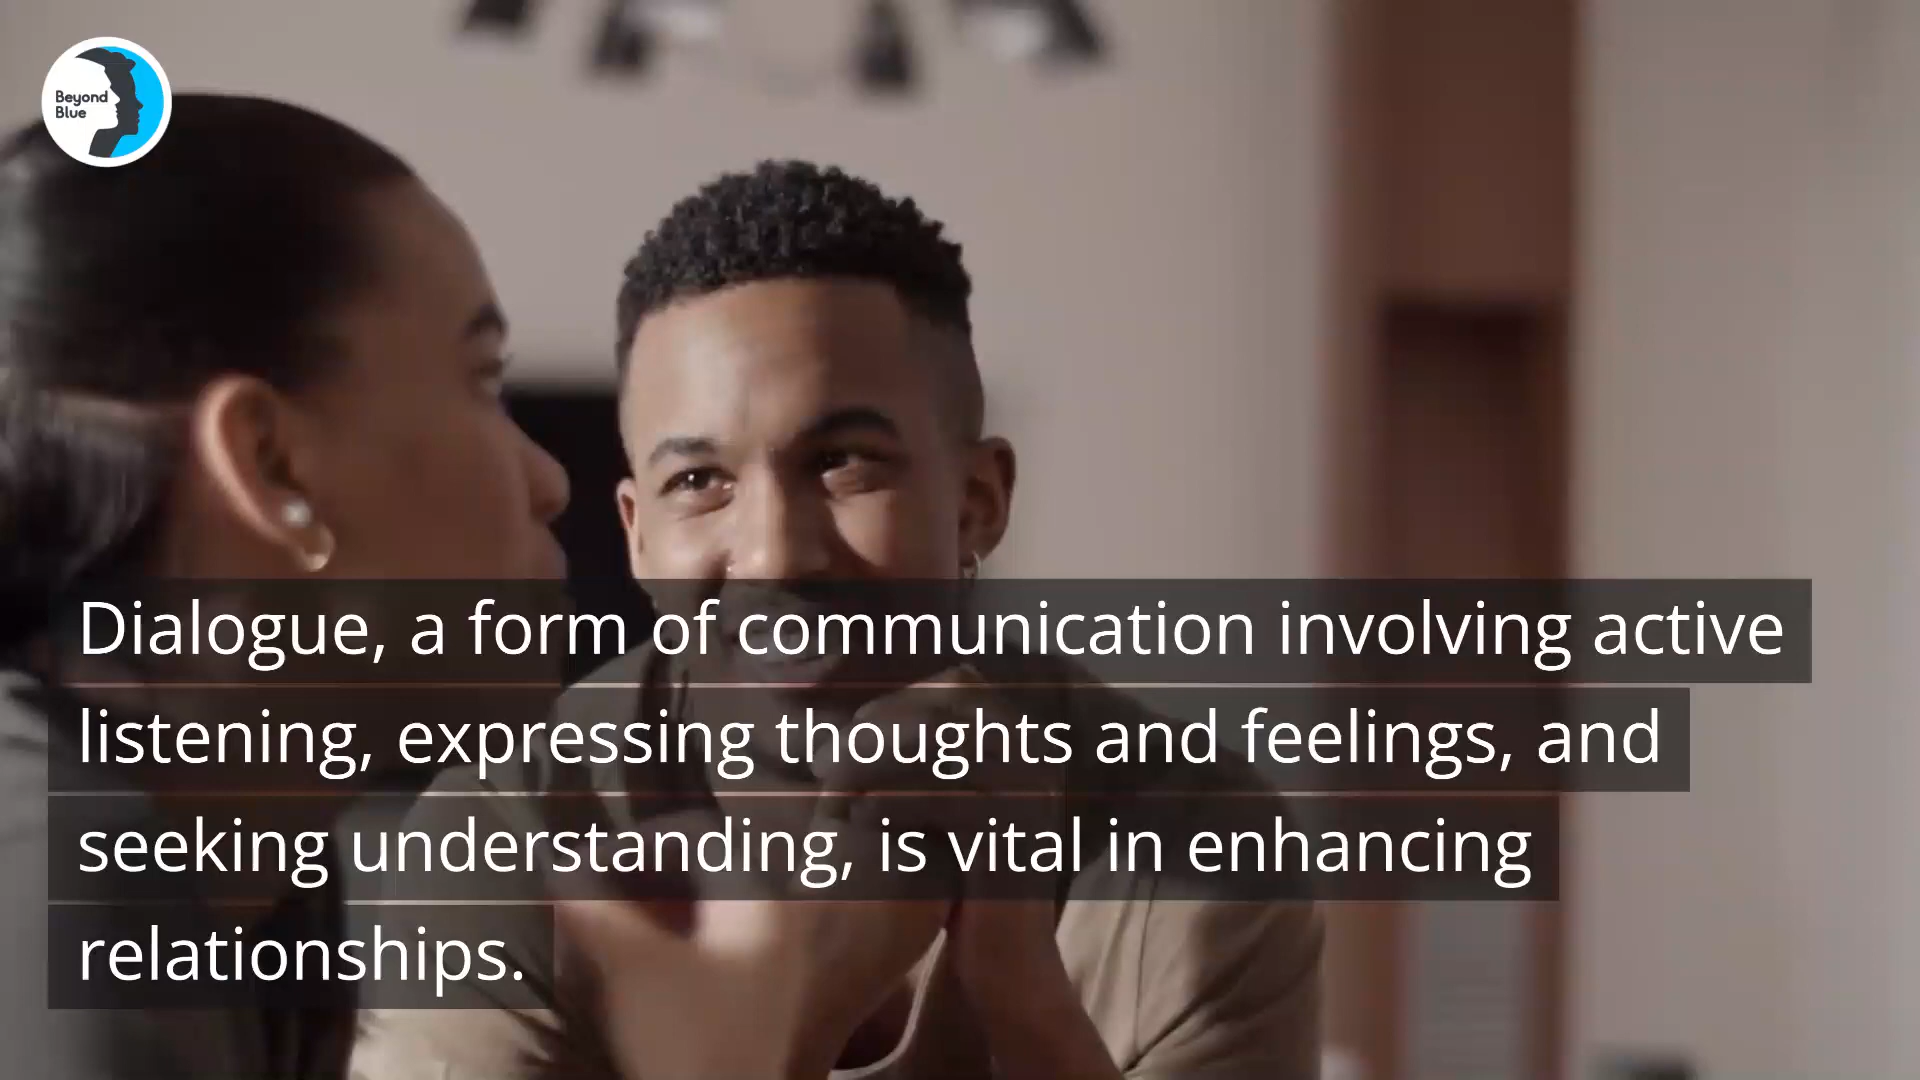 Beyond
Blue
Dialogue, a form of communication involving active
listening, expressing thoughts and feelings, and
seeking understanding, is vital in enhancing
relationships.